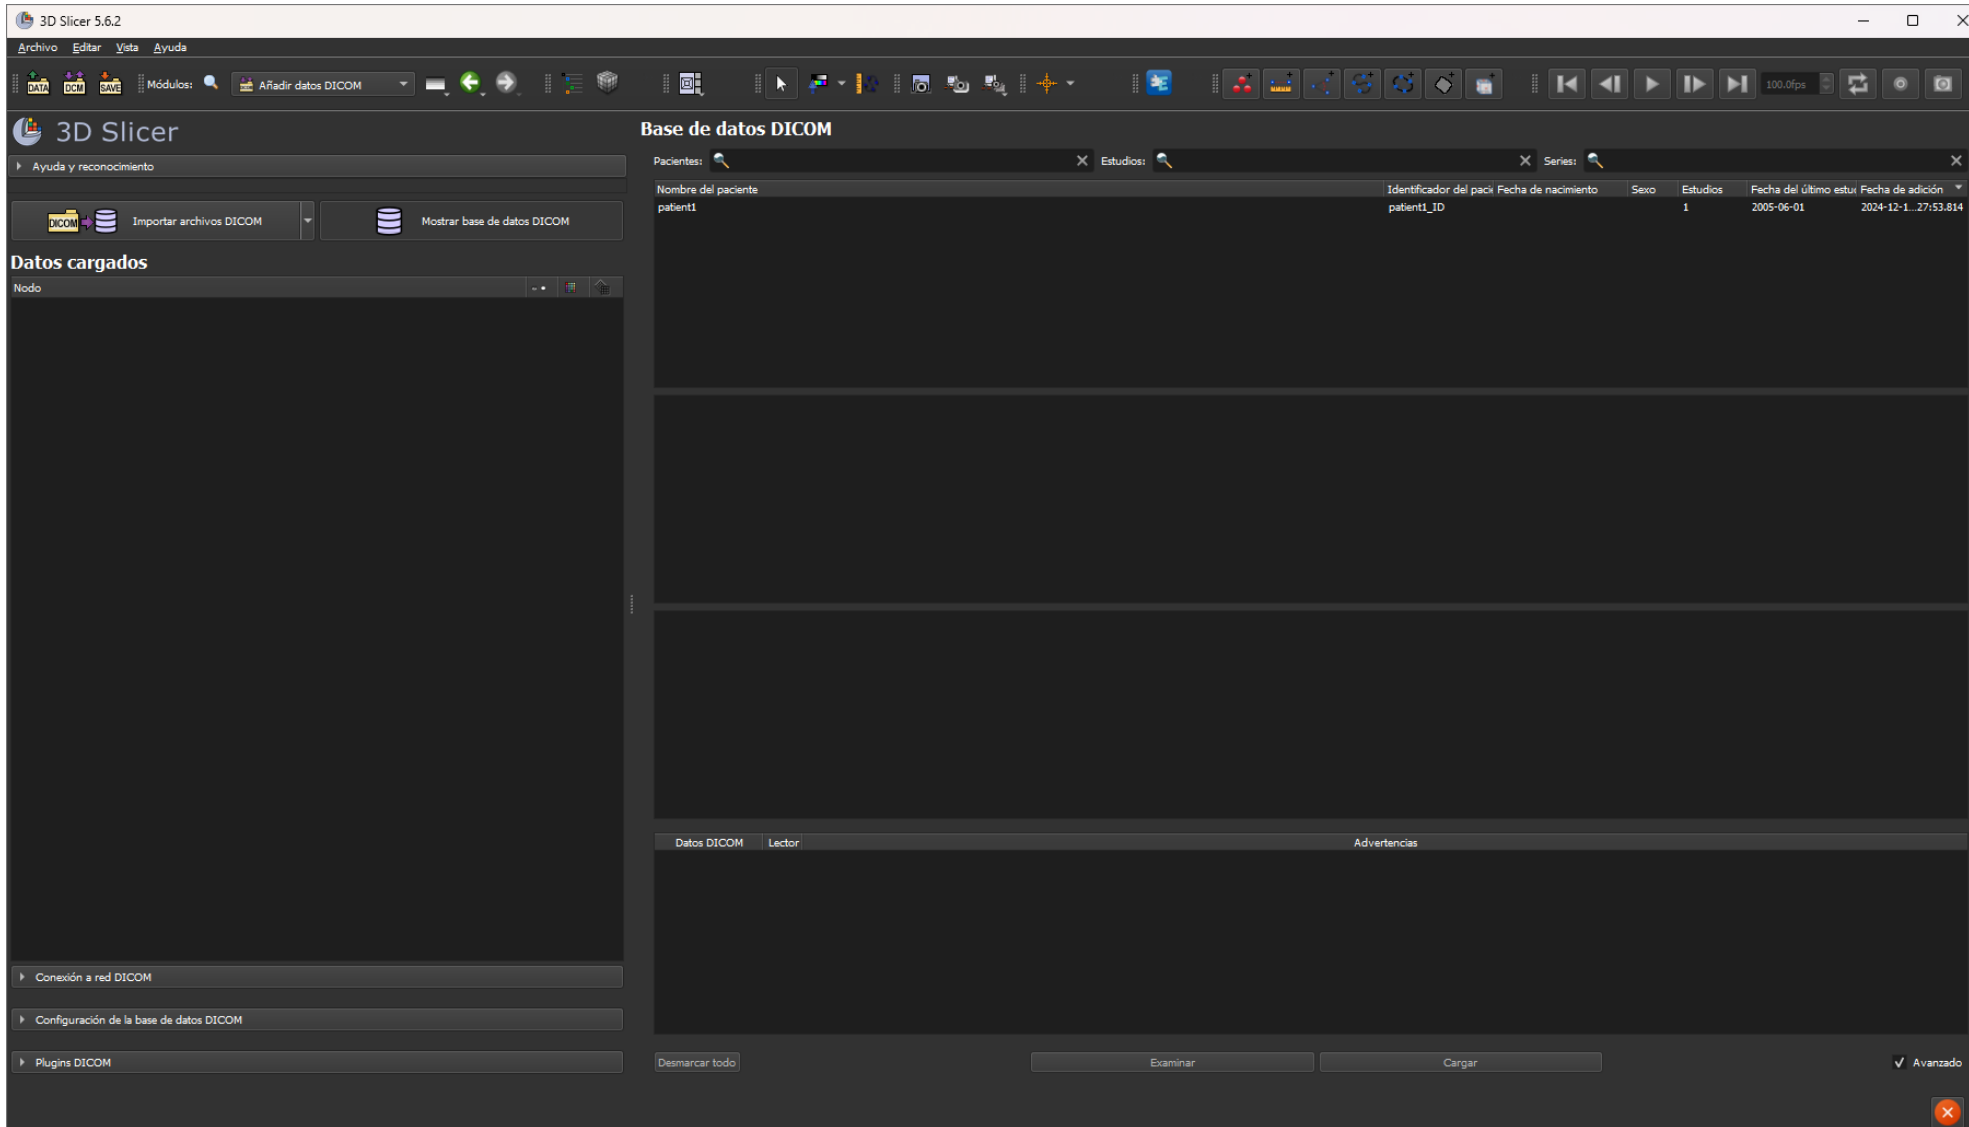 3D Slicer 5.6.2
Archivo Editar Vista Ayuda
DATA DCM SAVE Módulos: Añadir datos DICOM 100.0fps
3D Slicer
Ayuda y reconocimiento
DICOM Importar archivos DICOM Mostrar base de datos DICOM
Datos cargados
Nodo
Conexión a red DICOM
Configuración de la base de datos DICOM
Plugins DICOM
Base de datos DICOM
Pacientes: Estudios: Series:
Nombre del paciente Identificador del paci Fecha de nacimiento Sexo Estudios Fecha del último estu Fecha de adición
patient1 patient1_ID 1 2005-06-01 2024-12-1...27:53.814
Datos DICOM Lector Advertencias
Desmarcar todo Examinar Cargar Avanzado